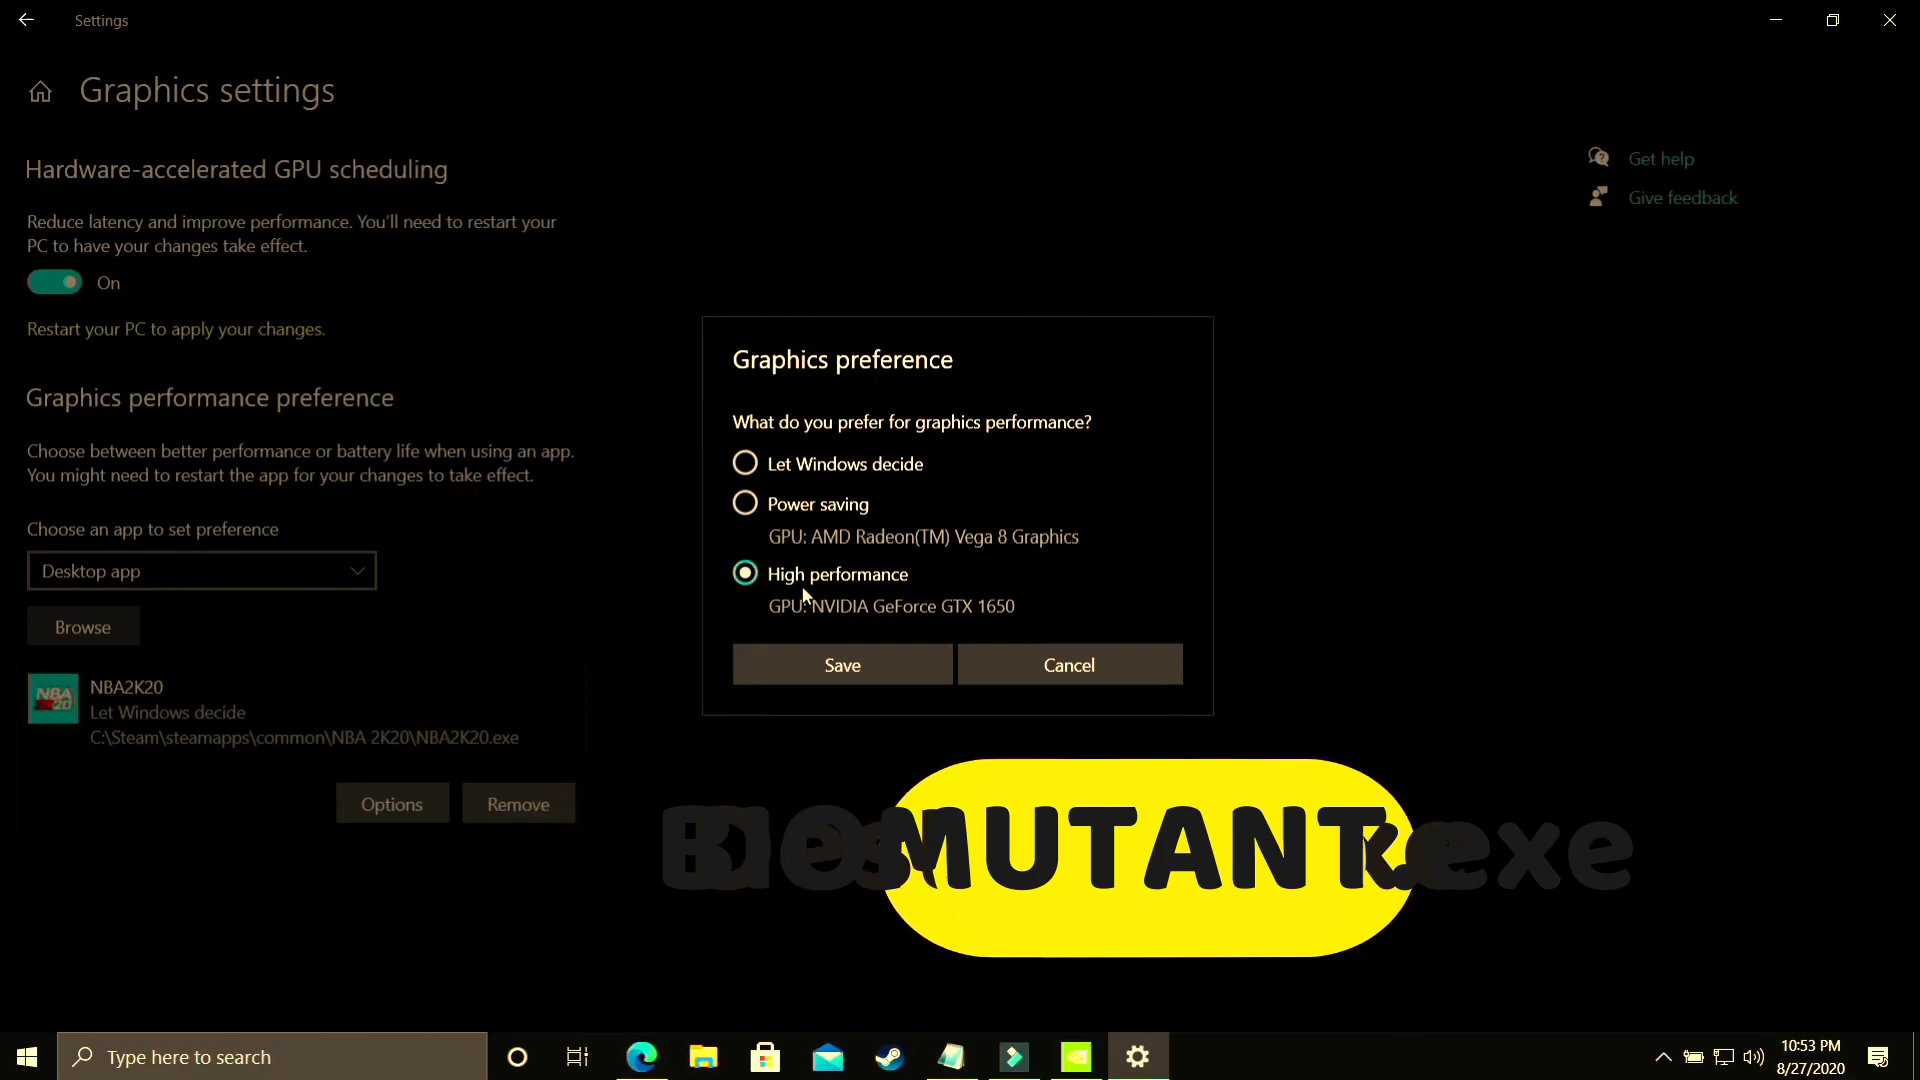 Settings
Graphics settings
Hardware-accelerated GPU scheduling
Get help
Give feedback
Reduce latency and improve performance. You'll need to restart your
PC to have your changes take effect.
On
Restart your PC to apply your changes.
Graphics performance preference
Choose between better performance or battery life when using an app.
You might need to restart the app for your changes to take effect.
Choose an app to set preference
Desktop app
Browse
NBA2K20
Let Windows decide
C:\Steam\steamapps\common\NBA 2K20\NBA2K20.exe
Options
Remove
Graphics preference
What do you prefer for graphics performance?
Let Windows decide
Power saving
GPU: AMD Radeon(TM) Vega 8 Graphics
High performance
GPU: NVIDIA GeForce GTX 1650
Save
Cancel
BIOMUTANT.exe
Type here to search
10:53 PM
8/27/2020